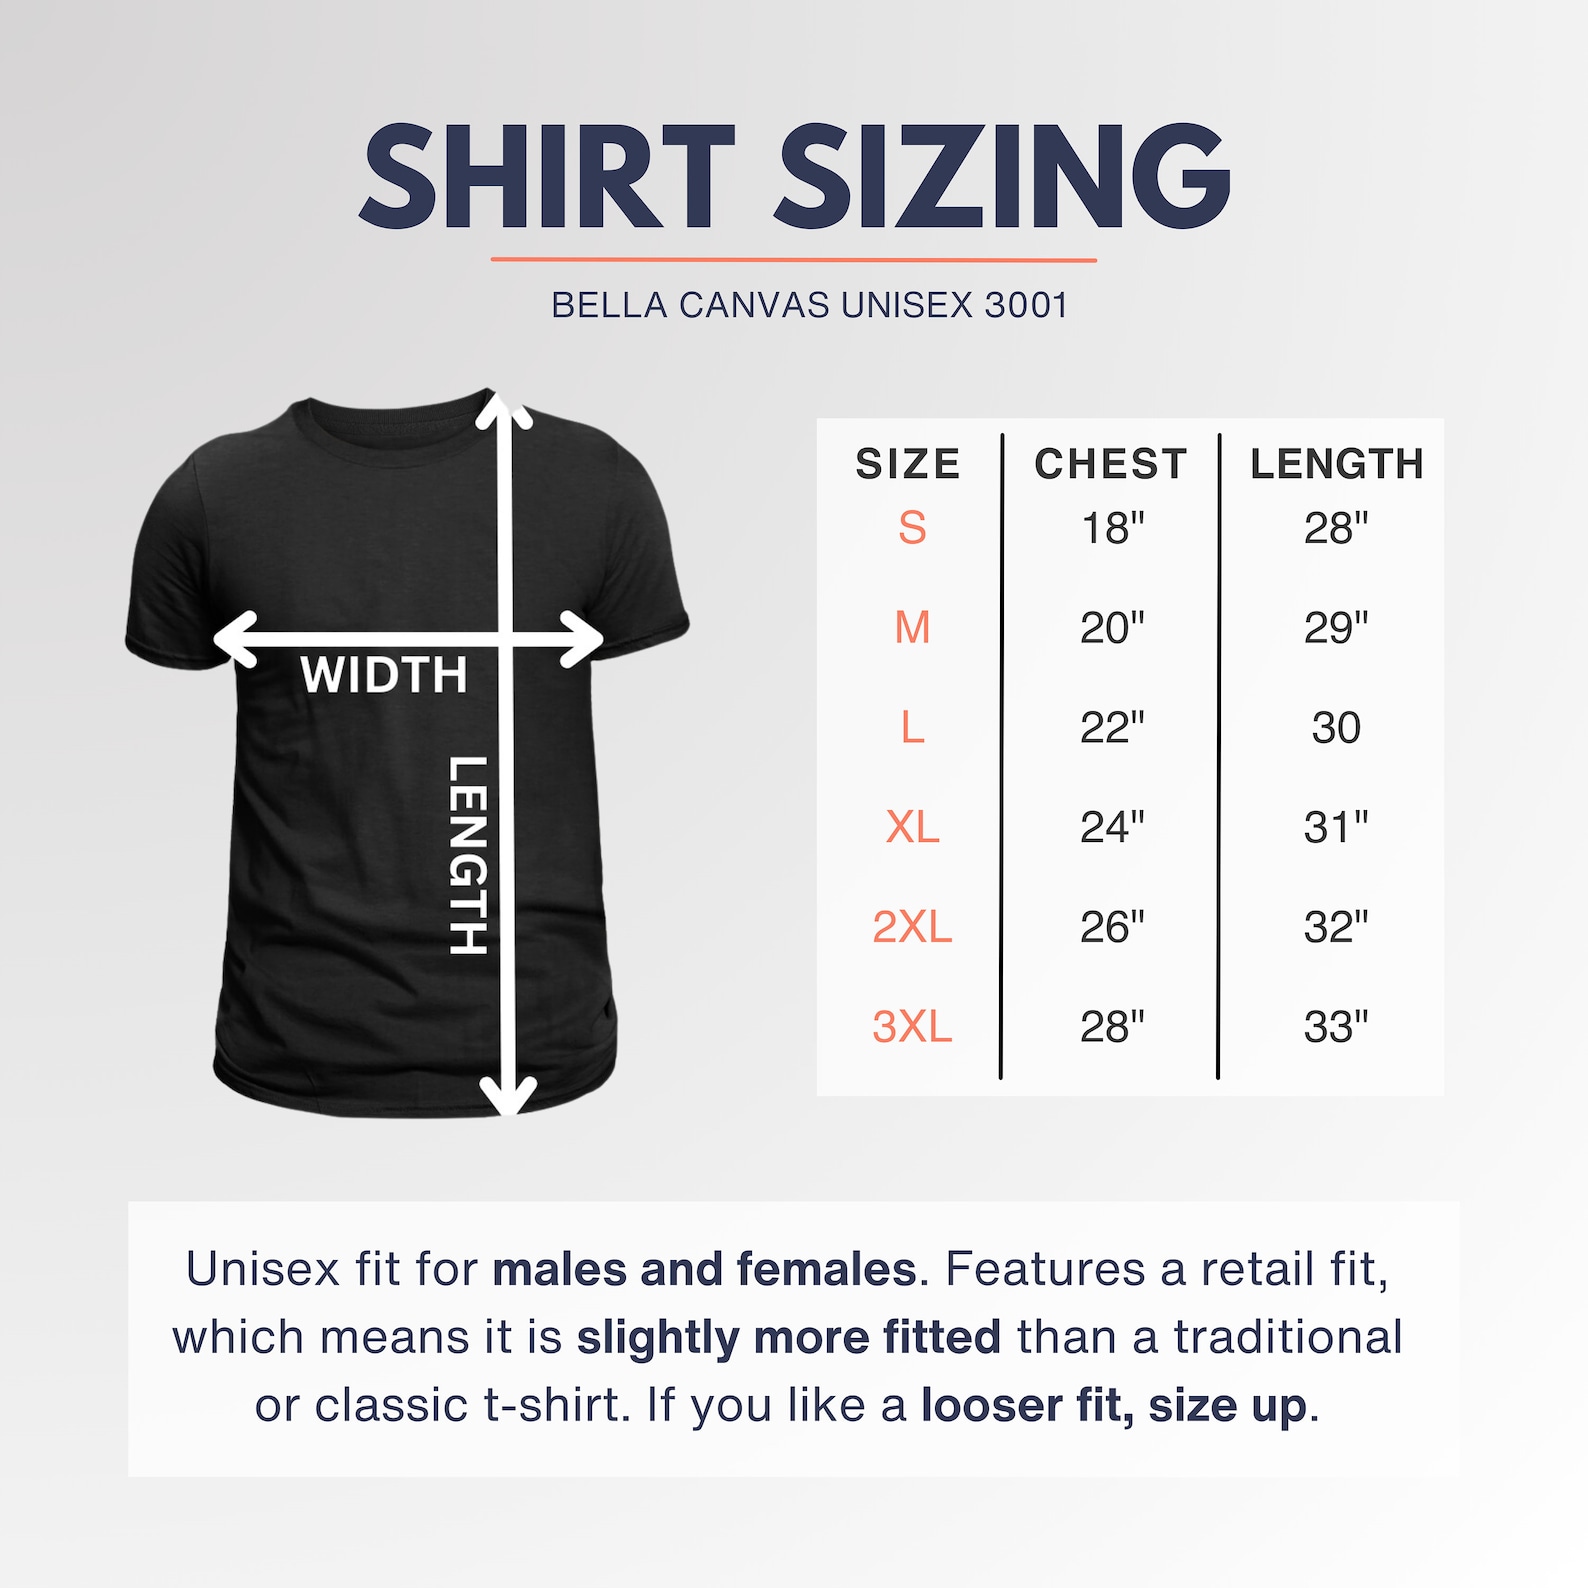 SHIRT SIZING
BELLA CANVAS UNISEX 3001
WIDTH
LENGTH
SIZE CHEST LENGTH
S 18" 28"
M 20" 29"
L 22" 30
XL 24" 31"
2XL 26" 32"
3XL 28" 33"
Unisex fit for males and females. Features a retail fit,
which means it is slightly more fitted than a traditional
or classic t-shirt. If you like a looser fit, size up.